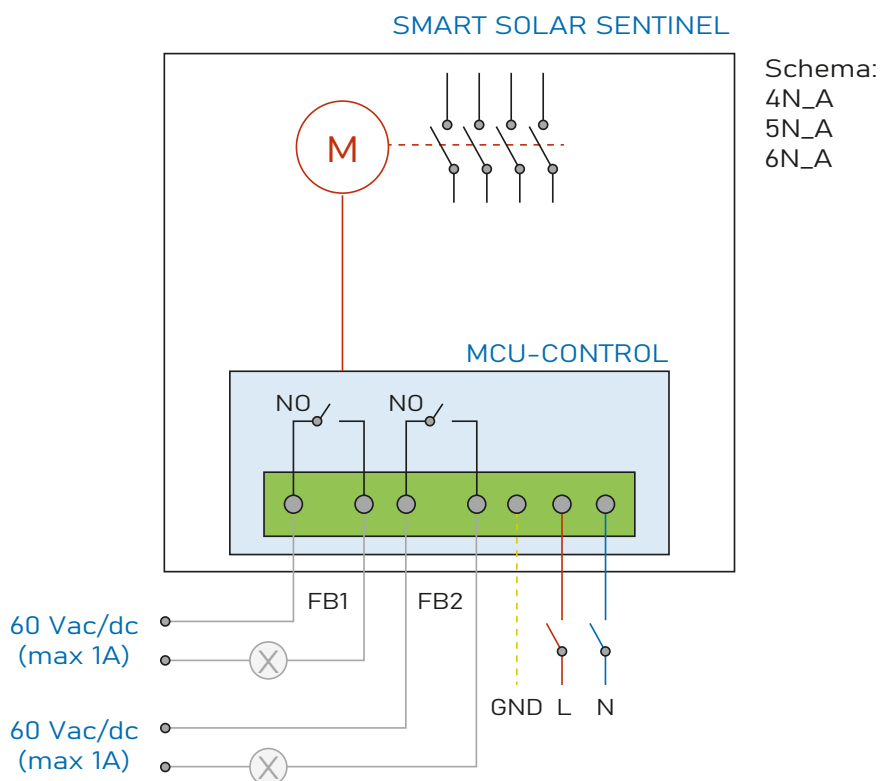 SMART SOLAR SENTINEL
Schema:
4N_A
5N_A
6N_A
M
MCU-CONTROL
NO
NO
FB1
FB2
60 Vac/dc
(max 1A)
X
GND
L
N
60 Vac/dc
(max 1A)
X